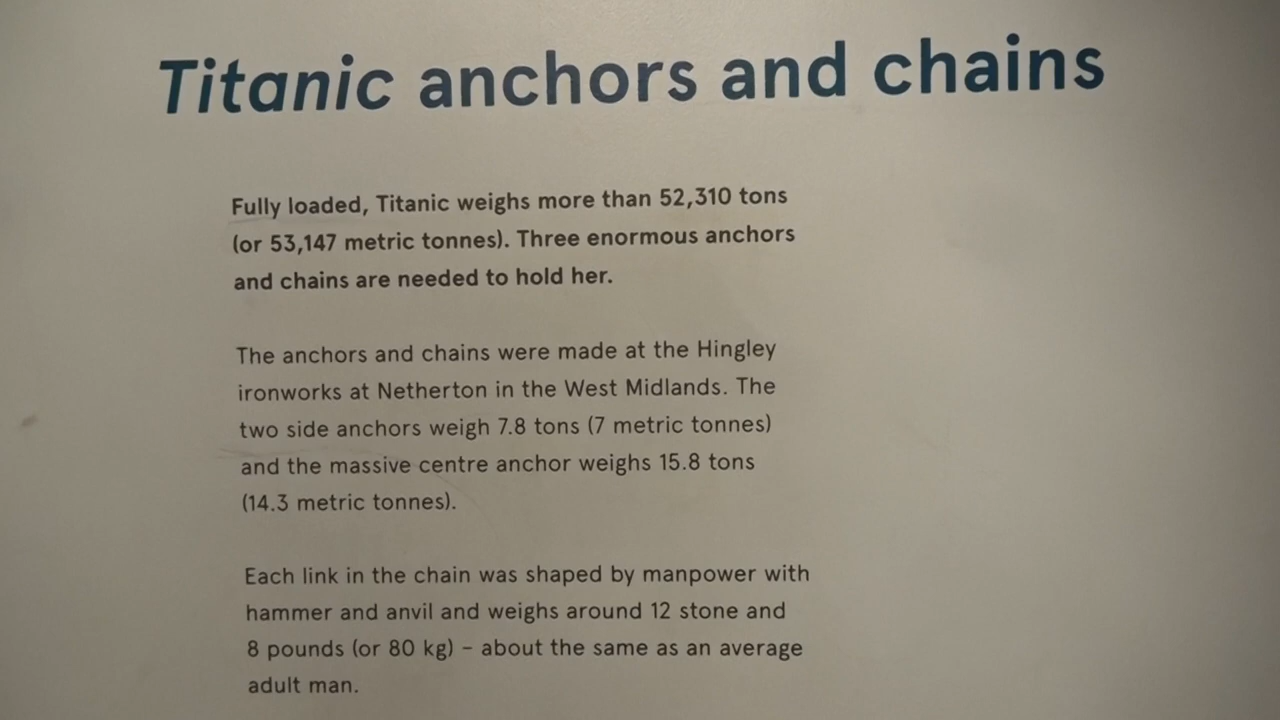 Titanic anchors and chains
Fully loaded, Titanic weighs more than 52,310 tons
(or 53,147 metric tonnes). Three enormous anchors
and chains are needed to hold her.
The anchors and chains were made at the Hingley
ironworks at Netherton in the West Midlands. The
two side anchors weigh 7.8 tons (7 metric tonnes)
and the massive centre anchor weighs 15.8 tons
(14.3 metric tonnes).
Each link in the chain was shaped by manpower with
hammer and anvil and weighs around 12 stone and
8 pounds (or 80 kg) – about the same as an average
adult man.